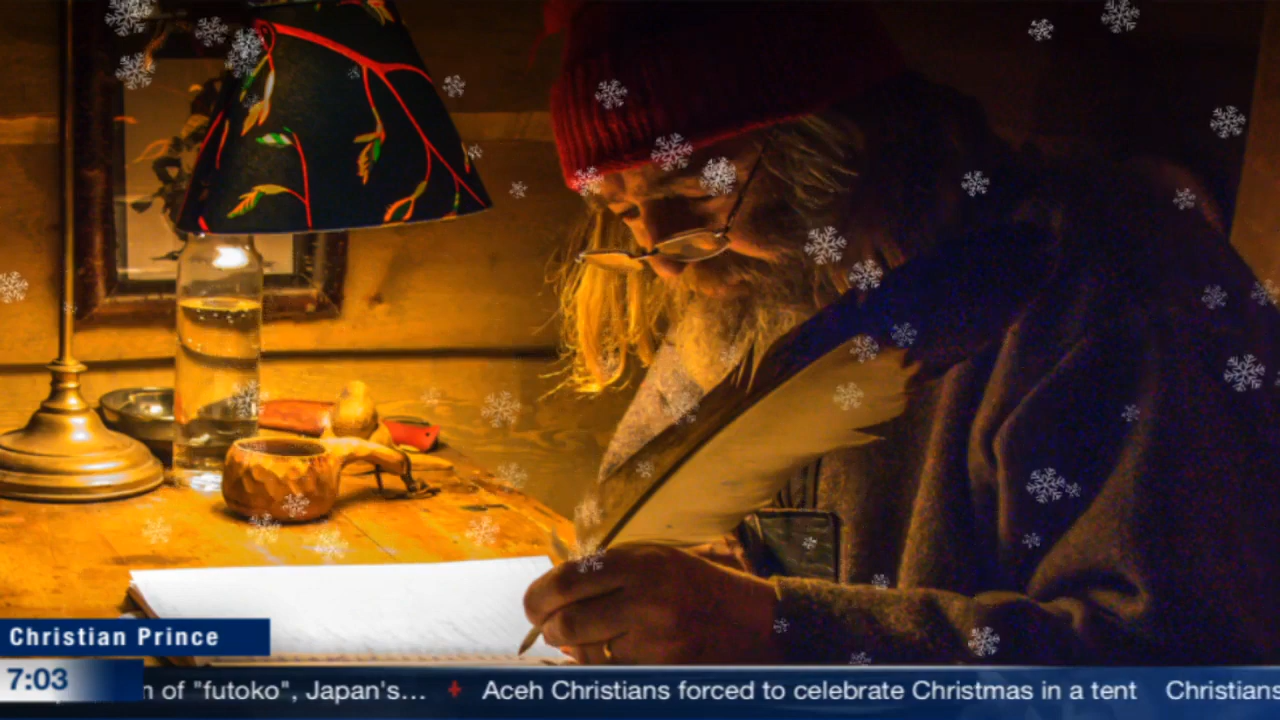 Christian Prince
7:03
n of "futoko", Japan's... Aceh Christians forced to celebrate Christmas in a tent Christians